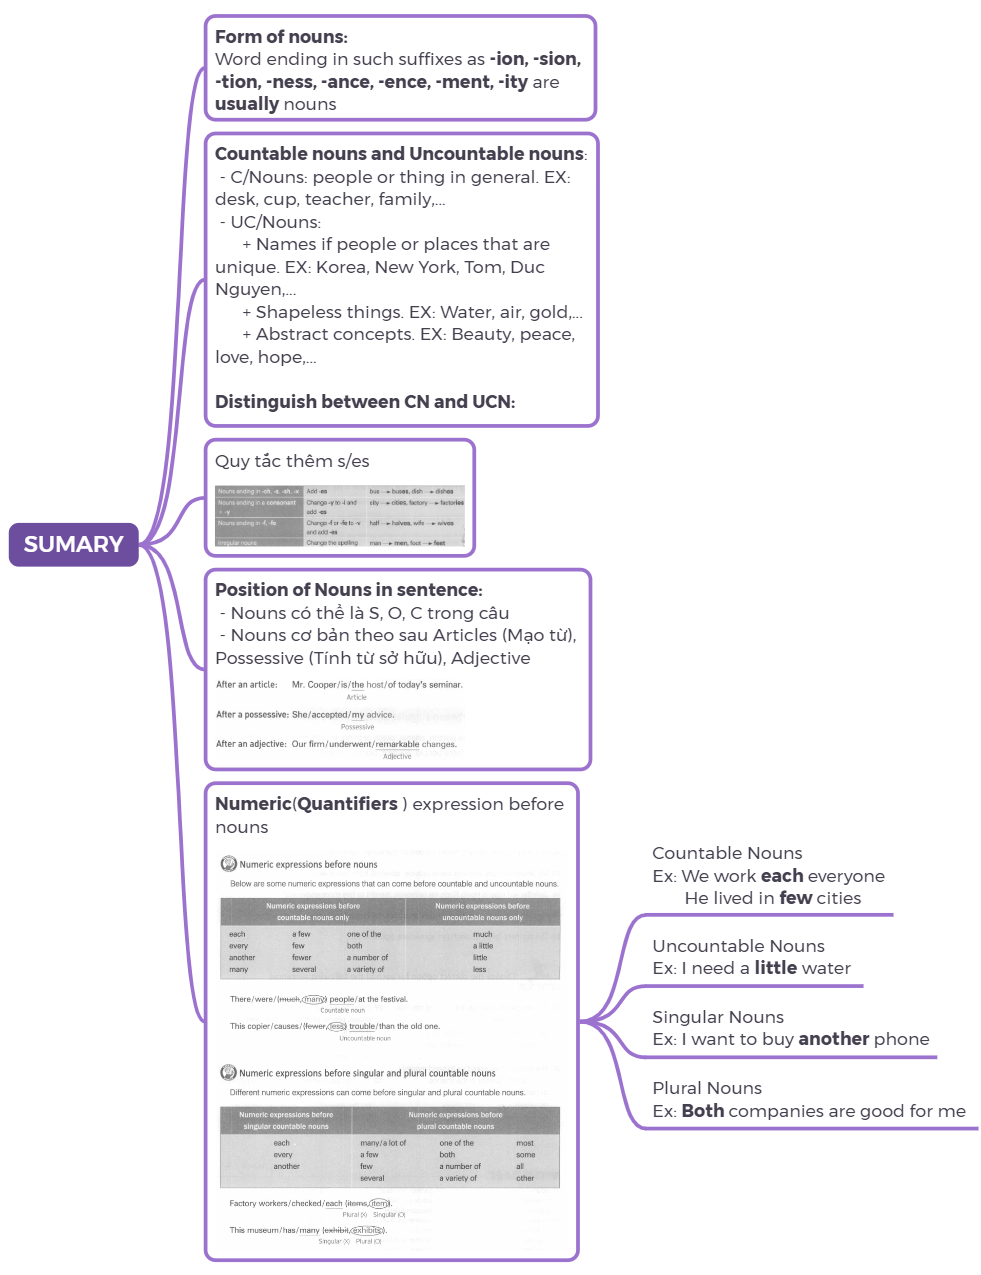 SUMARY
Form of nouns:
Word ending in such suffixes as -ion, -sion,
-tion, -ness, -ance, -ence, -ment, -ity are
usually nouns
Countable nouns and Uncountable nouns:
- C/Nouns: people or thing in general. EX:
desk, cup, teacher, family,...
- UC/Nouns:
+ Names if people or places that are
unique. EX: Korea, New York, Tom, Duc
Nguyen,...
+ Shapeless things. EX: Water, air, gold,...
+ Abstract concepts. EX: Beauty, peace,
love, hope,...
Distinguish between CN and UCN:
Quy tắc thêm s/es
Nouns ending in -ch, -s, -sh, -x Add -es bus → buses, dish → dishes
Nouns ending in a consonant Change -y to -i and city → cities, factory → factories
+ -y add -es
Nouns ending in -f, -fe Change -f or -fe to -v half → halves, wife → wives
and add -es
Irregular nouns Change the spelling man → men, foot → feet
Position of Nouns in sentence:
- Nouns có thể là S, O, C trong câu
- Nouns cơ bản theo sau Articles (Mạo từ),
Possessive (Tính từ sở hữu), Adjective
After an article: Mr. Cooper/is/the host/of today's seminar.
Article
After a possessive: She/accepted/my advice.
Possessive
After an adjective: Our firm/underwent/remarkable changes.
Adjective
Numeric(Quantifiers ) expression before
nouns
Numeric expressions before nouns
Below are some numeric expressions that can come before countable and uncountable nouns.
Numeric expressions before Numeric expressions before
countable nouns only uncountable nouns only
each a few one of the much
every few both a little
another fewer a number of little
many several a variety of less
There/were/(much, many) people/at the festival.
Countable noun
This copier/causes/(fewer, less) trouble/than the old one.
Uncountable noun
Numeric expressions before singular and plural countable nouns
Different numeric expressions can come before singular and plural countable nouns.
Numeric expressions before Numeric expressions before
singular countable nouns plural countable nouns
each many/a lot of one of the most
every a few both some
another few a number of all
several a variety of other
Factory workers/checked/each (items, item).
Plural (X) Singular (O)
This museum/has/many (exhibit, exhibits).
Singular (X) Plural (O)
Countable Nouns
Ex: We work each everyone
He lived in few cities
Uncountable Nouns
Ex: I need a little water
Singular Nouns
Ex: I want to buy another phone
Plural Nouns
Ex: Both companies are good for me